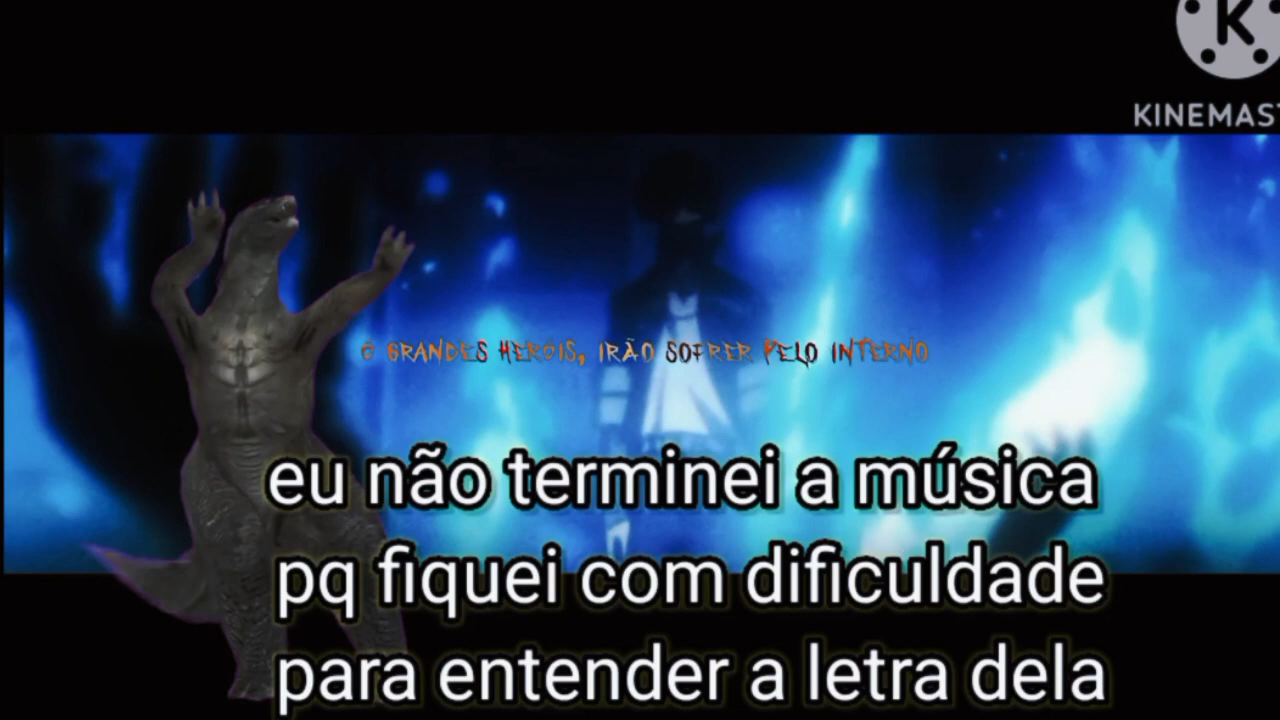 K
KINEMAST
O GRANDES HERÓIS, IRÃO SOFRER PELO INTERNO
eu não terminei a música
pq fiquei com dificuldade
para entender a letra dela